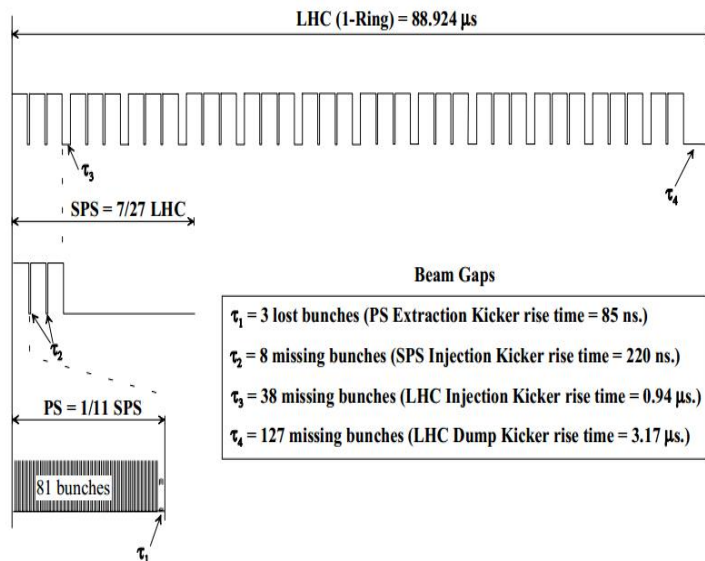 LHC (1-Ring) = 88.924 μs
τ3
τ4
SPS = 7/27 LHC
τ2
Beam Gaps
τ1 = 3 lost bunches (PS Extraction Kicker rise time = 85 ns.)
τ2 = 8 missing bunches (SPS Injection Kicker rise time = 220 ns.)
τ3 = 38 missing bunches (LHC Injection Kicker rise time = 0.94 μs.)
τ4 = 127 missing bunches (LHC Dump Kicker rise time = 3.17 μs.)
PS = 1/11 SPS
81 bunches
τ1